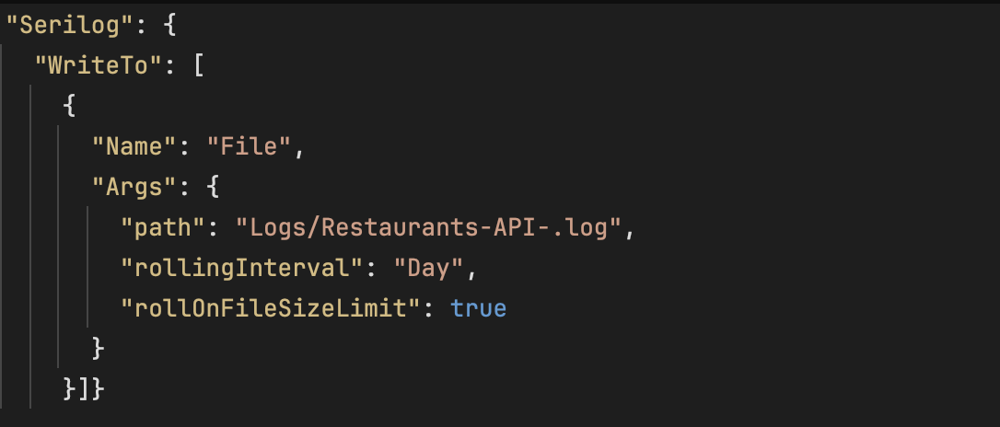 "Serilog": {
"WriteTo": [
{
"Name": "File",
"Args": {
"path": "Logs/Restaurants-API-.log",
"rollingInterval": "Day",
"rollOnFileSizeLimit": true
}
}]}